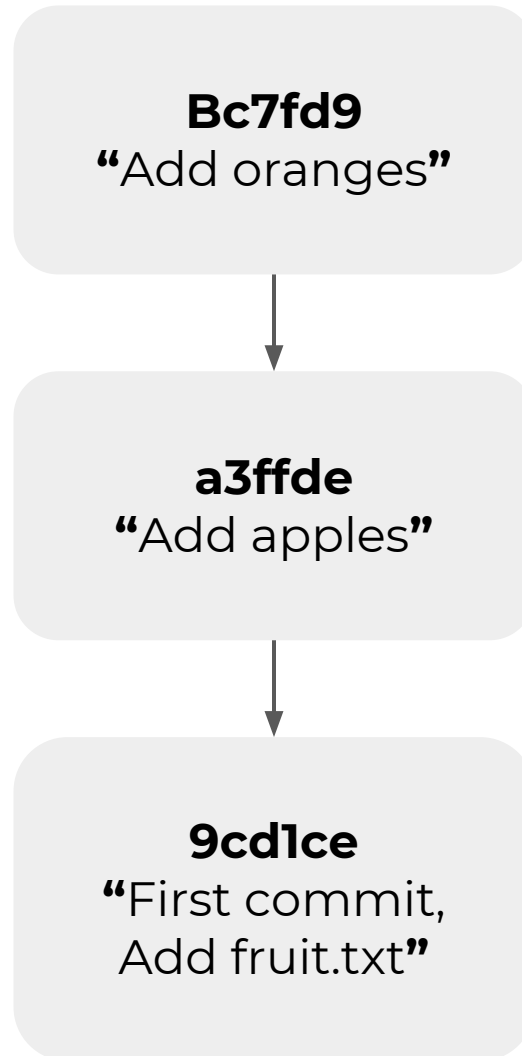 Bc7fd9
“Add oranges”
a3ffde
“Add apples”
9cd1ce
“First commit,
Add fruit.txt”